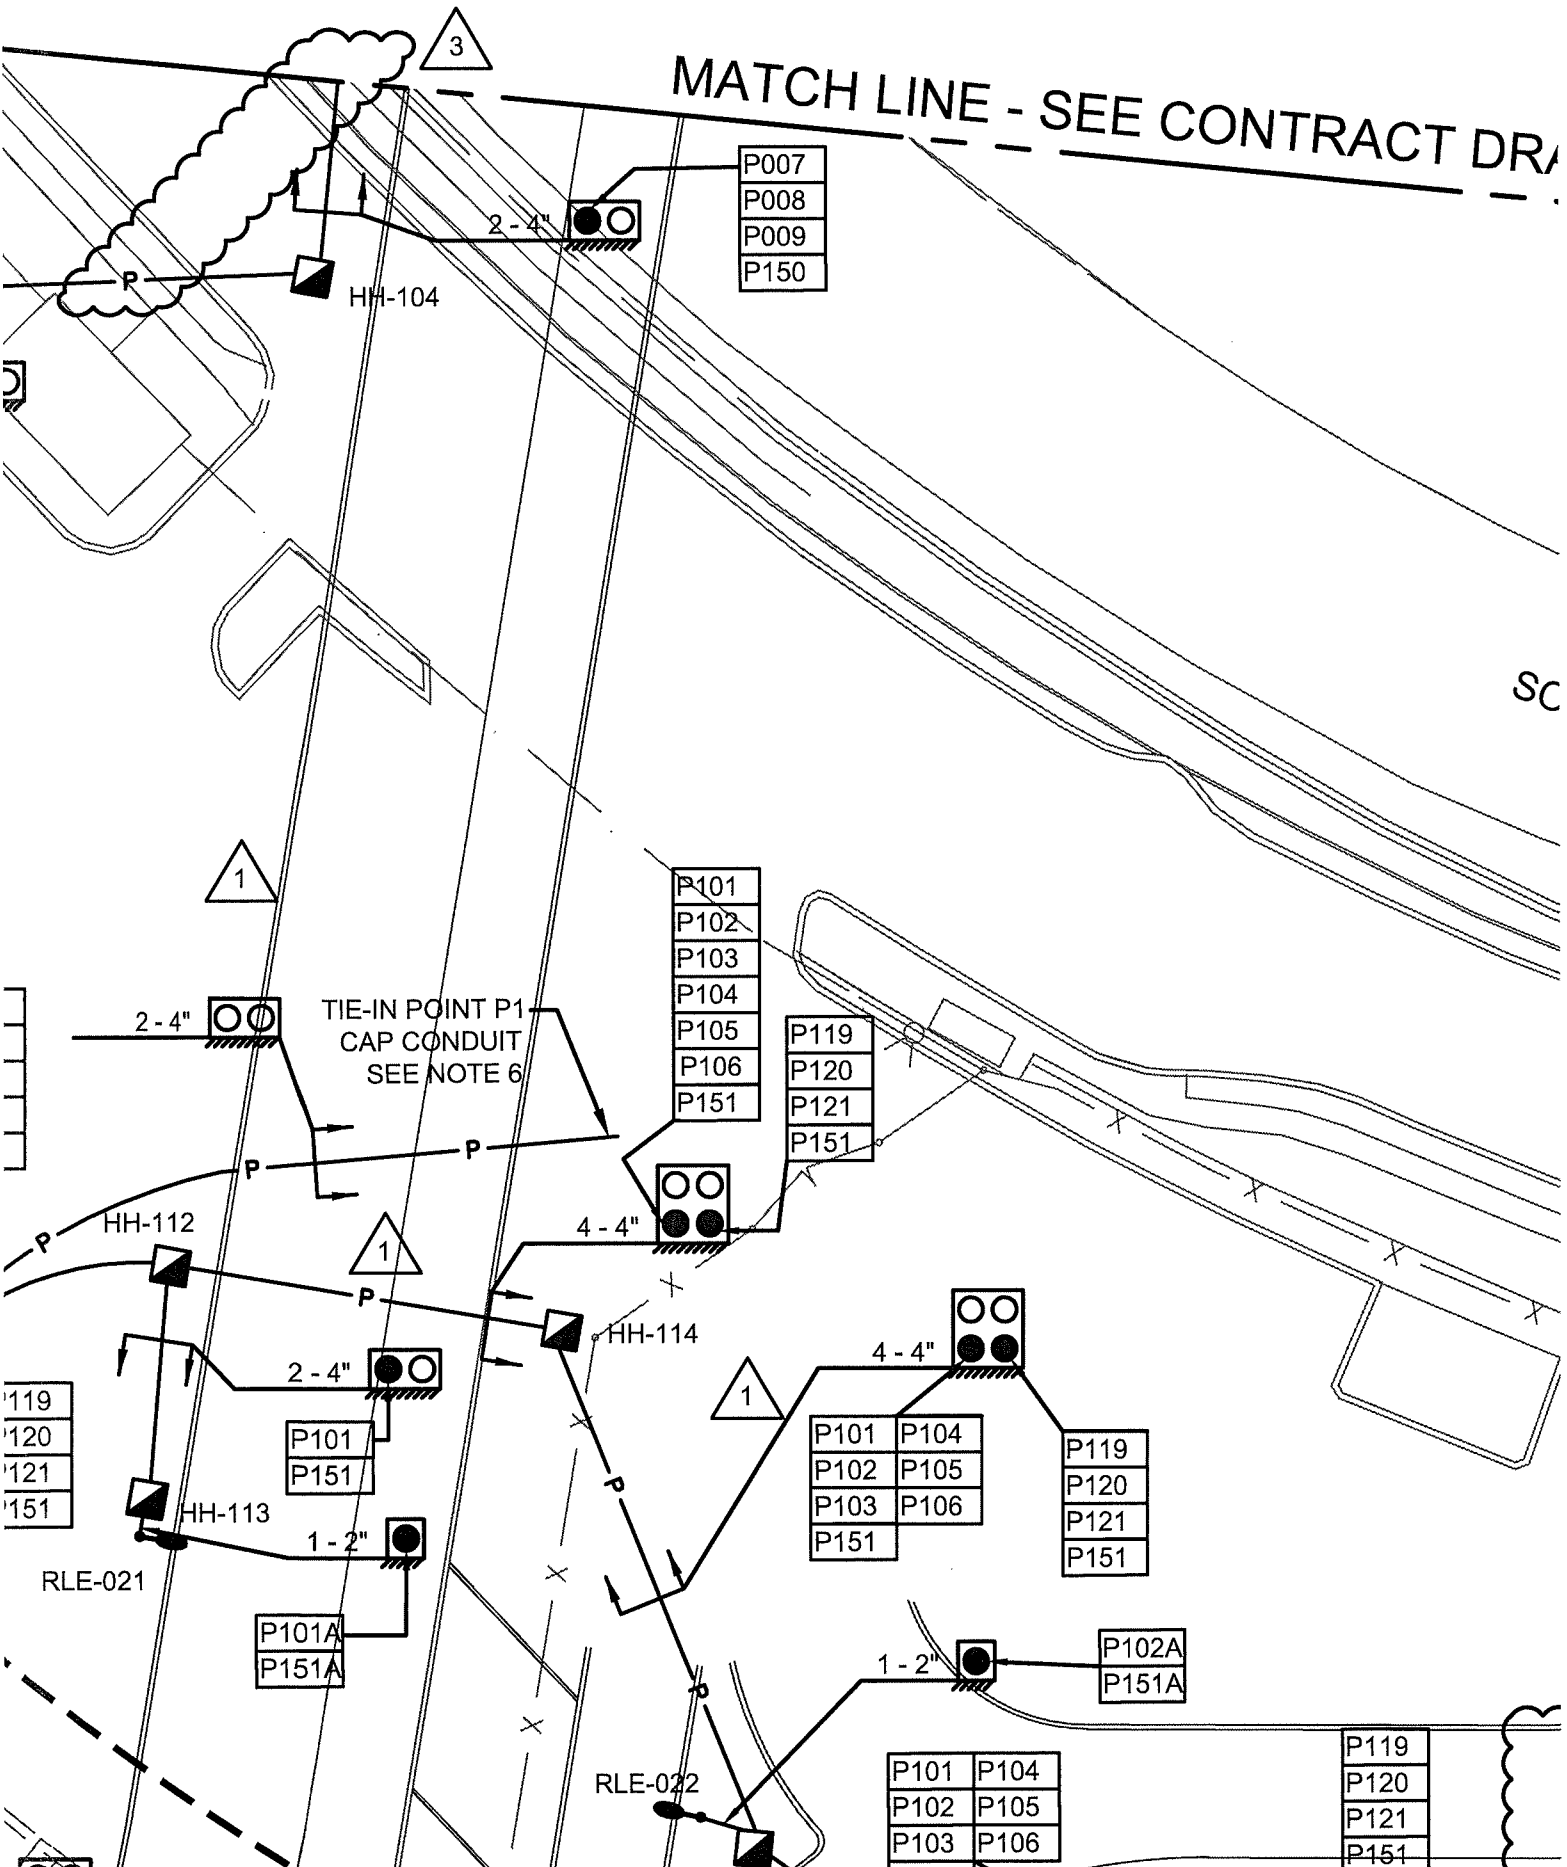 3
MATCH LINE - SEE CONTRACT
P007
P008
P009
P150
2 - 4"
P
HH-104
1
P101
P102
P103
P104
P105
P106
P151
2 - 4"
TIE-IN POINT P1
CAP CONDUIT
SEE NOTE 6
P119
P120
P121
P151
P
P
P
HH-112
4 - 4"
1
X
P
HH-114
X
X
X
X
X
X
2 - 4"
4 - 4"
1
P101
P151
P101 P104
P102 P105
P103 P106
P151
P119
P120
P121
P151
119
120
121
151
X
P
HH-113
1 - 2"
RLE-021
X
P101A
P151A
1 - 2"
P102A
P151A
P
X
RLE-022
P101 P104
P102 P105
P103 P106
P119
P120
P121
P151